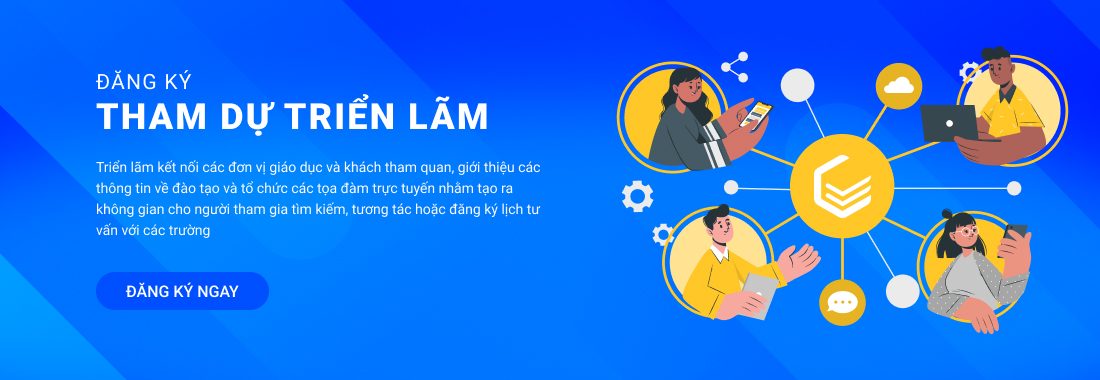 ĐĂNG KÝ
THAM DỰ TRIỂN LÃM
Triển lãm kết nối các đơn vị giáo dục và khách tham quan, giới thiệu các
thông tin về đào tạo và tổ chức các tọa đàm trực tuyến nhằm tạo ra
không gian cho người tham gia tìm kiếm, tương tác hoặc đăng ký lịch tư
vấn với các trường
ĐĂNG KÝ NGAY